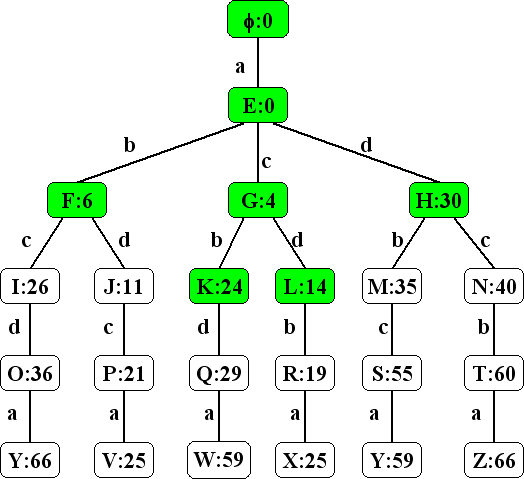 ϕ:0
a
E:0
b c d
F:6 G:4 H:30
c d b d b c
I:26 J:11 K:24 L:14 M:35 N:40
d c d b c b
O:36 P:21 Q:29 R:19 S:55 T:60
a a a a a a
Y:66 V:25 W:59 X:25 Y:59 Z:66